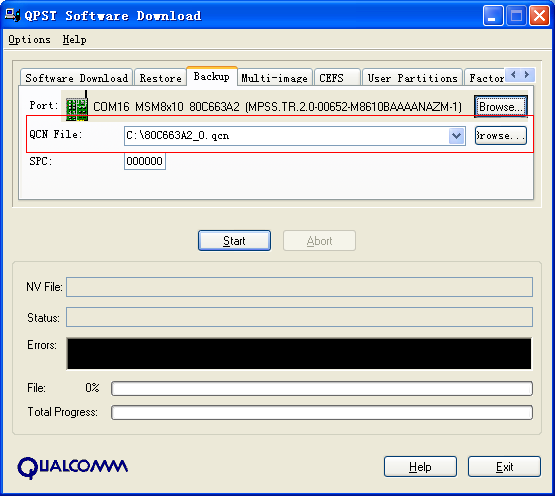 QPST Software Download
Options Help
Software Download Restore Backup Multi-image CEFS User Partitions Factor
Port: COM16 MSM8x10 80C663A2 (MPSS.TR.2.0-00652-M8610BAAAANAZM-1) Browse...
QCN File: C:\80C663A2_0.qcn Browse...
SPC: 000000
Start Abort
NV File:
Status:
Errors:
File: 0%
Total Progress:
QUALCOMM Help Exit